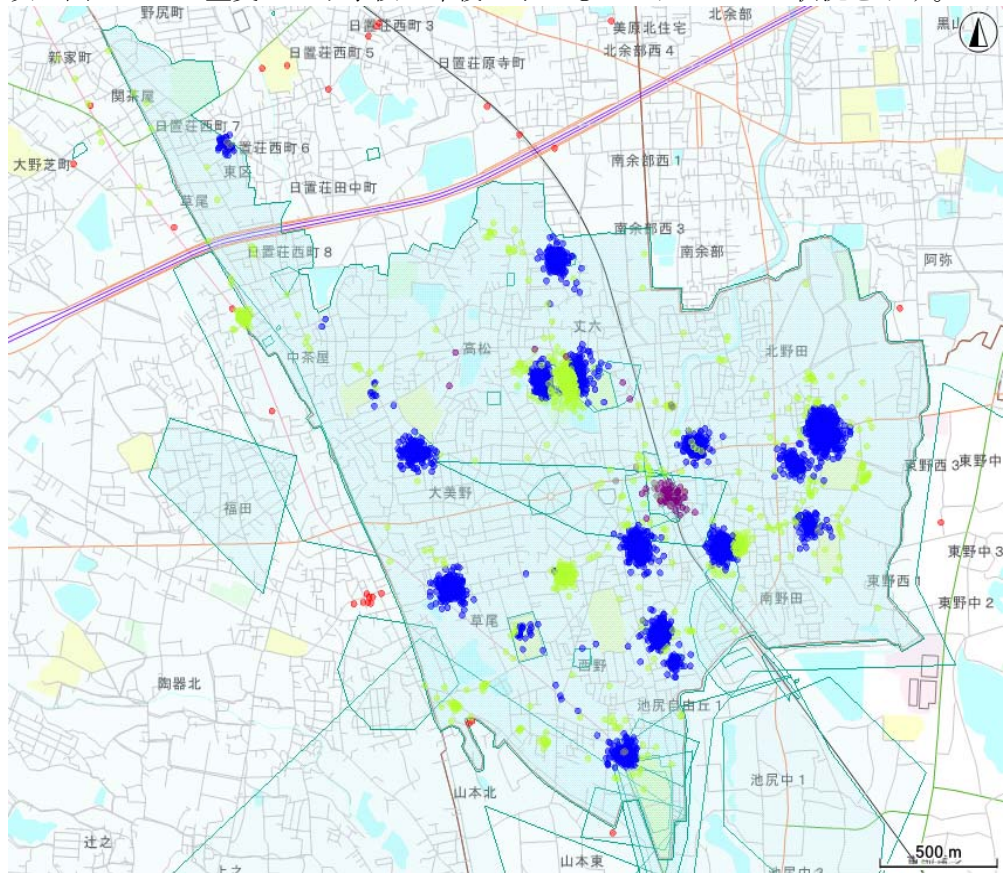 野尻町
日置荘西町3
北余部
美原北住宅
黒山
新家町
日置荘西町5
北余部西4
日置荘原寺町
関茶屋
日置荘西町7
大野芝町
置荘西町6
東区
南余部西1
日置荘田中町
草尾
日置荘西町8
南余部西3
南余部
阿弥
丈六
高松
北野田
中茶屋
東野西3
東野中
大美野
福田
東野中3
東野西1
東野中2
南野田
草尾
西野
陶器北
池尻自由丘1
池尻中1
山本北
辻之
上之
山本東
池尻中2
500 m